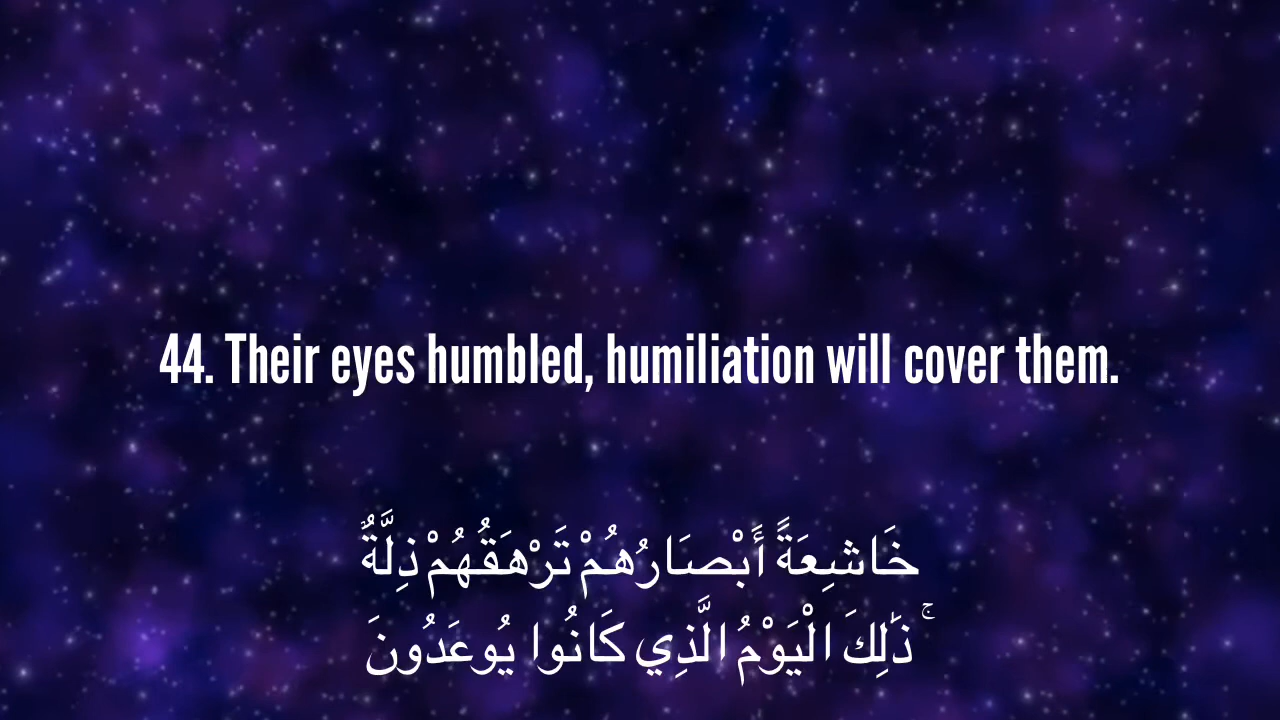 44. Their eyes humbled, humiliation will cover them.
خَاشِعَةً أَبْصَارُهُمْ تَرْهَقُهُمْ ذِلَّةٌ
ۚ ذَٰلِكَ الْيَوْمُ الَّذِي كَانُوا يُوعَدُونَ